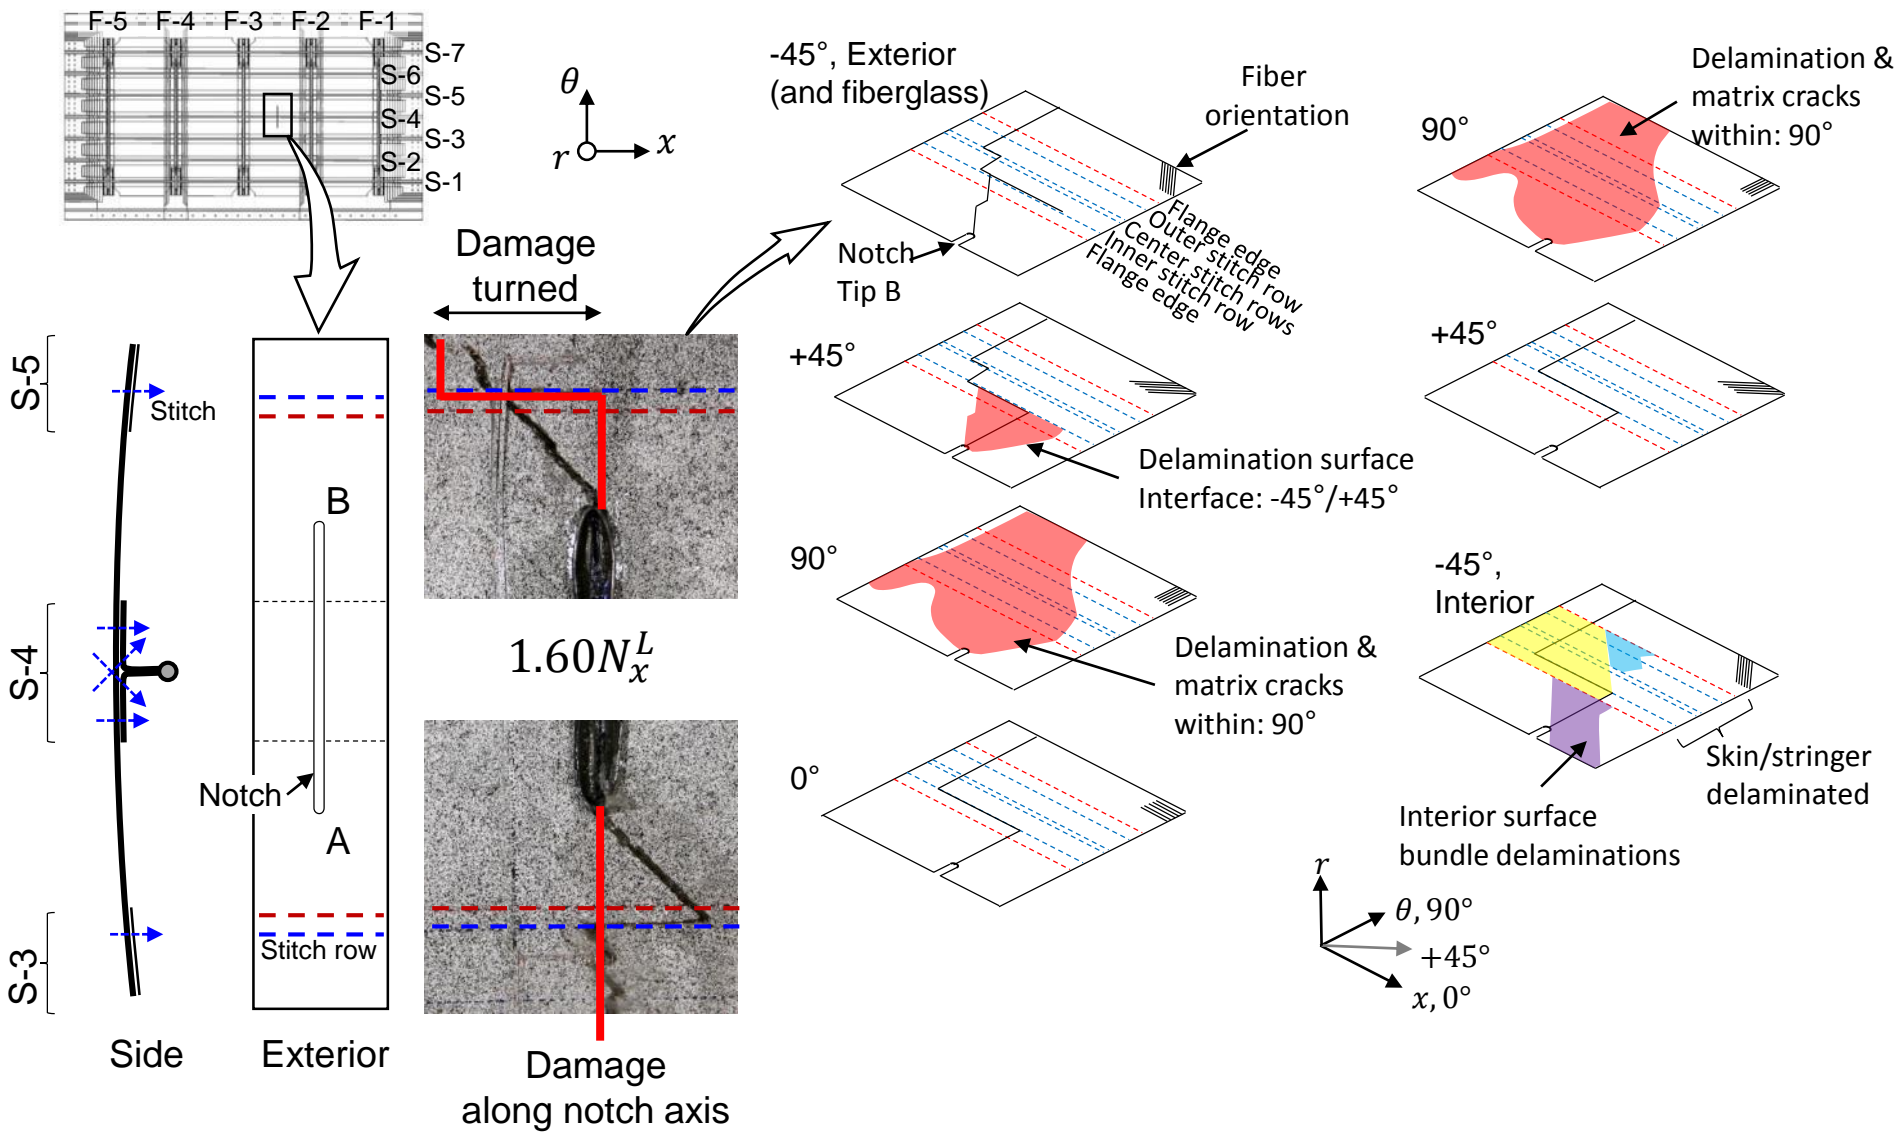 F-5 F-4 F-3 F-2 F-1
S-7
S-6
S-5
S-4
S-3
S-2
S-1
θ
r
x
S-5
S-4
S-3
Stitch
B
Notch
A
Stitch row
Side
Exterior
Damage
turned
1.60N_x^L
Damage
along notch axis
-45°, Exterior
(and fiberglass)
Fiber
orientation
Notch
Tip B
Flange edge
Outer stitch row
Center stitch rows
Inner stitch row
Flange edge
+45°
Delamination surface
Interface: -45°/+45°
90°
Delamination &
matrix cracks
within: 90°
0°
90°
Delamination &
matrix cracks
within: 90°
+45°
-45°,
Interior
Skin/stringer
delaminated
Interior surface
bundle delaminations
r
θ, 90°
+45°
x, 0°